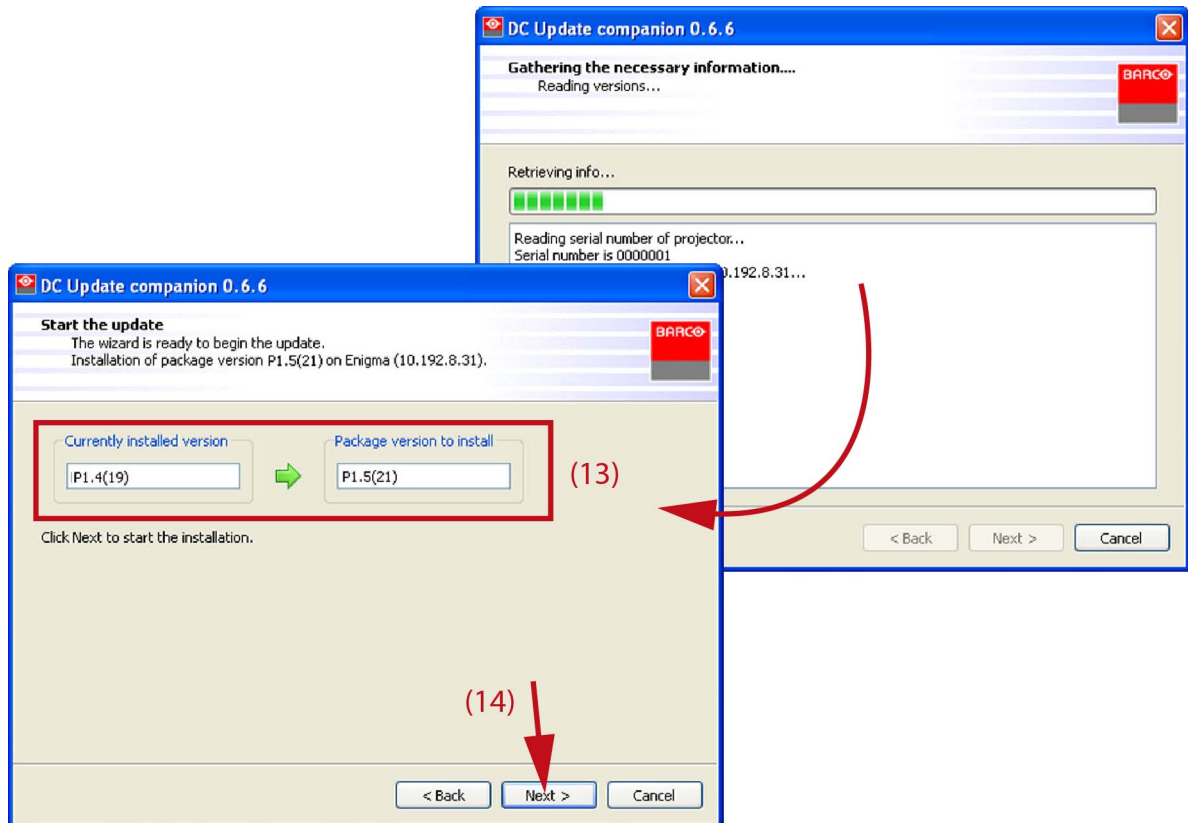 DC Update companion 0.6.6
Gathering the necessary information....
Reading versions...
BARCO
Retrieving info...
Reading serial number of projector...
Serial number is 0000001
0.192.8.31...
< Back Next > Cancel
DC Update companion 0.6.6
Start the update
The wizard is ready to begin the update.
Installation of package version P1.5(21) on Enigma (10.192.8.31).
BARCO
Currently installed version Package version to install
P1.4(19) P1.5(21)
(13)
Click Next to start the installation.
(14)
< Back Next > Cancel